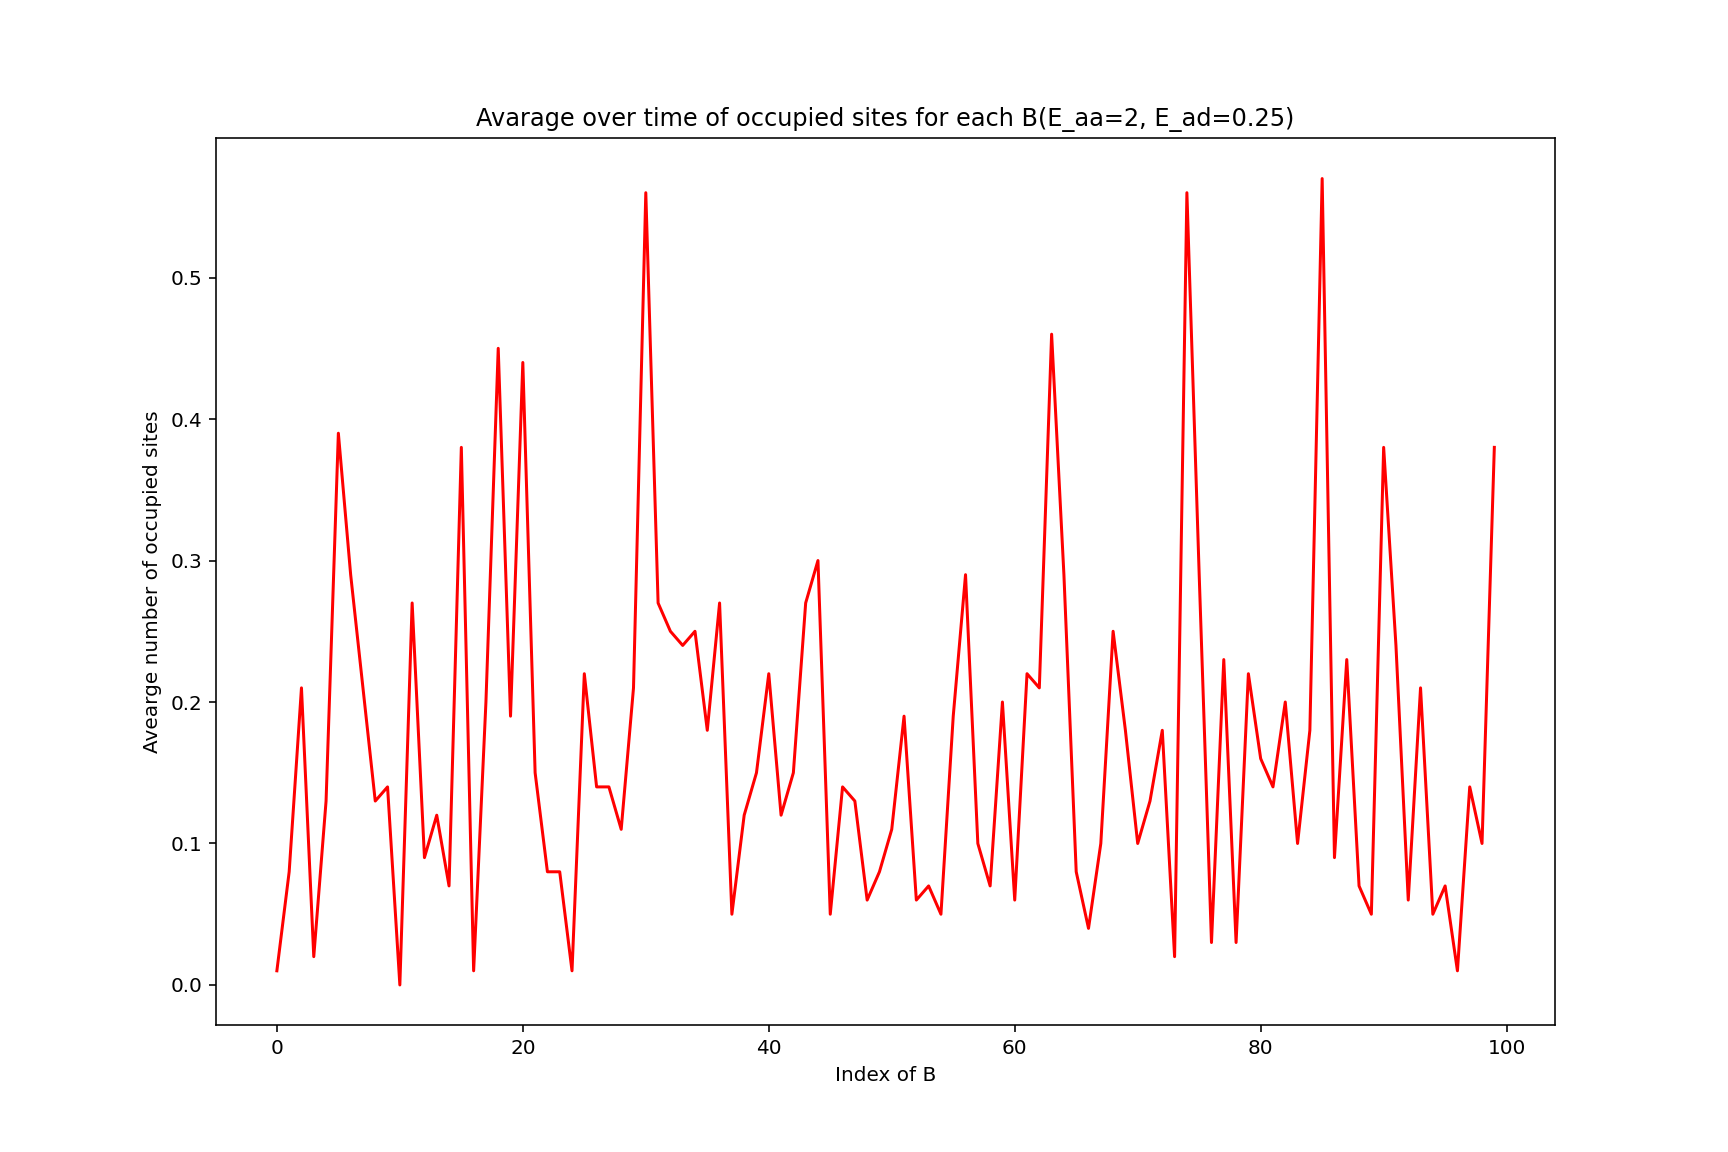 Avarage over time of occupied sites for each B(E_aa=2, E_ad=0.25)
Avearge number of occupied sites
0.5
0.4
0.3
0.2
0.1
0.0
0 20 40 60 80 100
Index of B